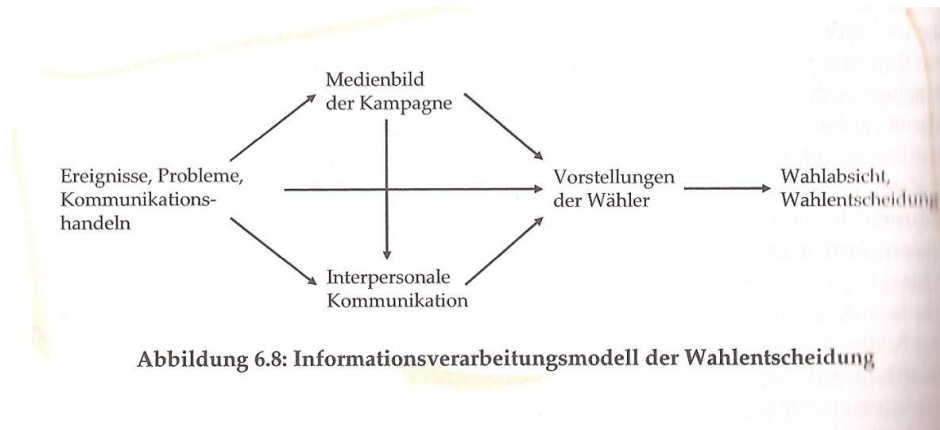 Medienbild
der Kampagne
Ereignisse, Probleme,
Kommunikations-
handeln
Vorstellungen
der Wähler
Wahlabsicht,
Wahlentscheidung
Interpersonale
Kommunikation
Abbildung 6.8: Informationsverarbeitungsmodell der Wahlentscheidung